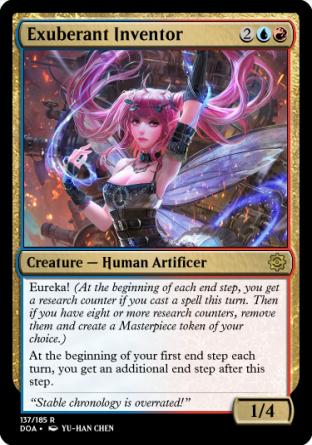 Exuberant Inventor 2
Creature — Human Artificer
Eureka! (At the beginning of each end step, you get
a research counter if you cast a spell this turn. Then
if you have eight or more research counters, remove
them and create a Masterpiece token of your
choice.)
At the beginning of your first end step each
turn, you get an additional end step after this
step.
“Stable chronology is overrated!”
1/4
137/185 R
DOA • YU-HAN CHEN